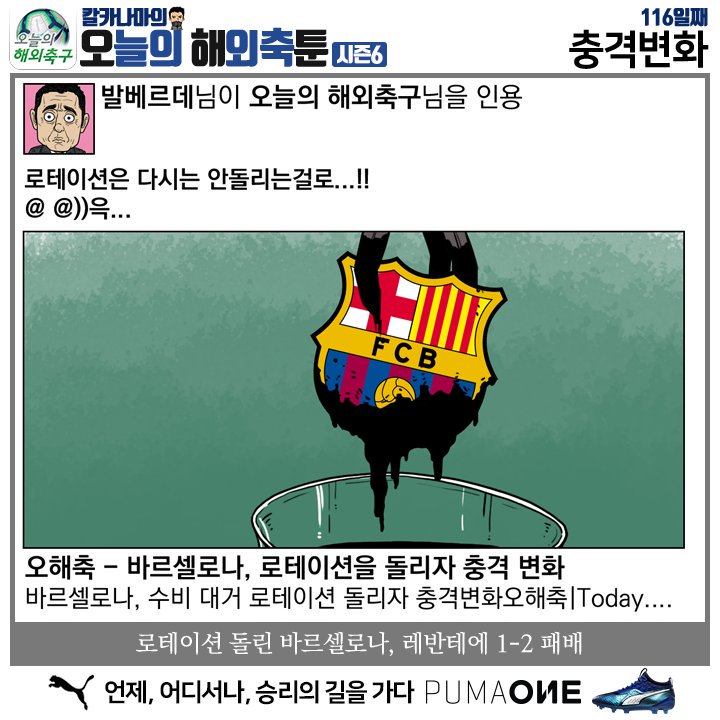 오늘의
해외축구
칼카나마의
오늘의 해외축툰
시즌6
116일째
충격변화
발베르데님이 오늘의 해외축구님을 인용
로테이션은 다시는 안돌리는걸로...!!
@ @))윽...
FCB
오해축 - 바르셀로나, 로테이션을 돌리자 충격 변화
바르셀로나, 수비 대거 로테이션 돌리자 충격변화오해축|Today....
로테이션 돌린 바르셀로나, 레반테에 1-2 패배
언제, 어디서나, 승리의 길을 가다 PUMAONE